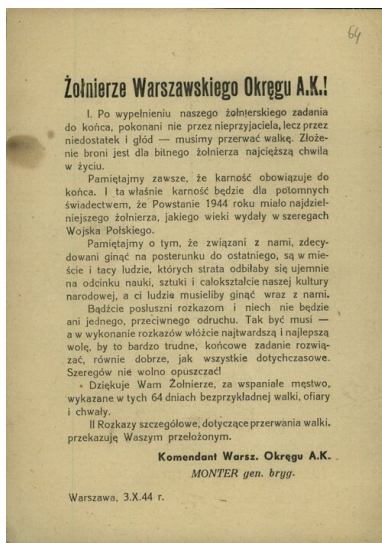 64
Żołnierze Warszawskiego Okręgu A.K.!
I. Po wypełnieniu naszego żołnierskiego zadania
do końca, pokonani nie przez nieprzyjaciela, lecz przez
niedostatek i głód — musimy przerwać walkę. Złoże-
nie broni jest dla bitnego żołnierza najcięższą chwilą
w życiu.
Pamiętajmy zawsze, że karność obowiązuje do
końca. I ta właśnie karność będzie dla potomnych
świadectwem, że Powstanie 1944 roku miało najdziel-
niejszego żołnierza, jakiego wieki wydały w szeregach
Wojska Polskiego.
Pamiętajmy o tym, że związani z nami, zdecy-
dowani ginąć na posterunku do ostatniego, są w mie-
ście i tacy ludzie, których strata odbiłaby się ujemnie
na odcinku nauki, sztuki i całokształcie naszej kultury
narodowej, a ci ludzie musieliby ginąć wraz z nami.
Bądźcie posłuszni rozkazom i niech nie będzie
ani jednego, przeciwnego odruchu. Tak być musi —
a w wykonanie rozkazów włóżcie najtwardszą i najlepszą
wolę, by to bardzo trudne, końcowe zadanie rozwią-
zać, równie dobrze, jak wszystkie dotychczasowe.
Szeregów nie wolno opuszczać!
Dziękuje Wam Żołnierze, za wspaniałe męstwo,
wykazane w tych 64 dniach bezprzykładnej walki, ofiary
i chwały.
II Rozkazy szczegółowe, dotyczące przerwania walki.
przekazuję Waszym przełożonym.
Komendant Warsz. Okręgu A.K.
MONTER gen. bryg.
Warszawa, 3.X.44 r.